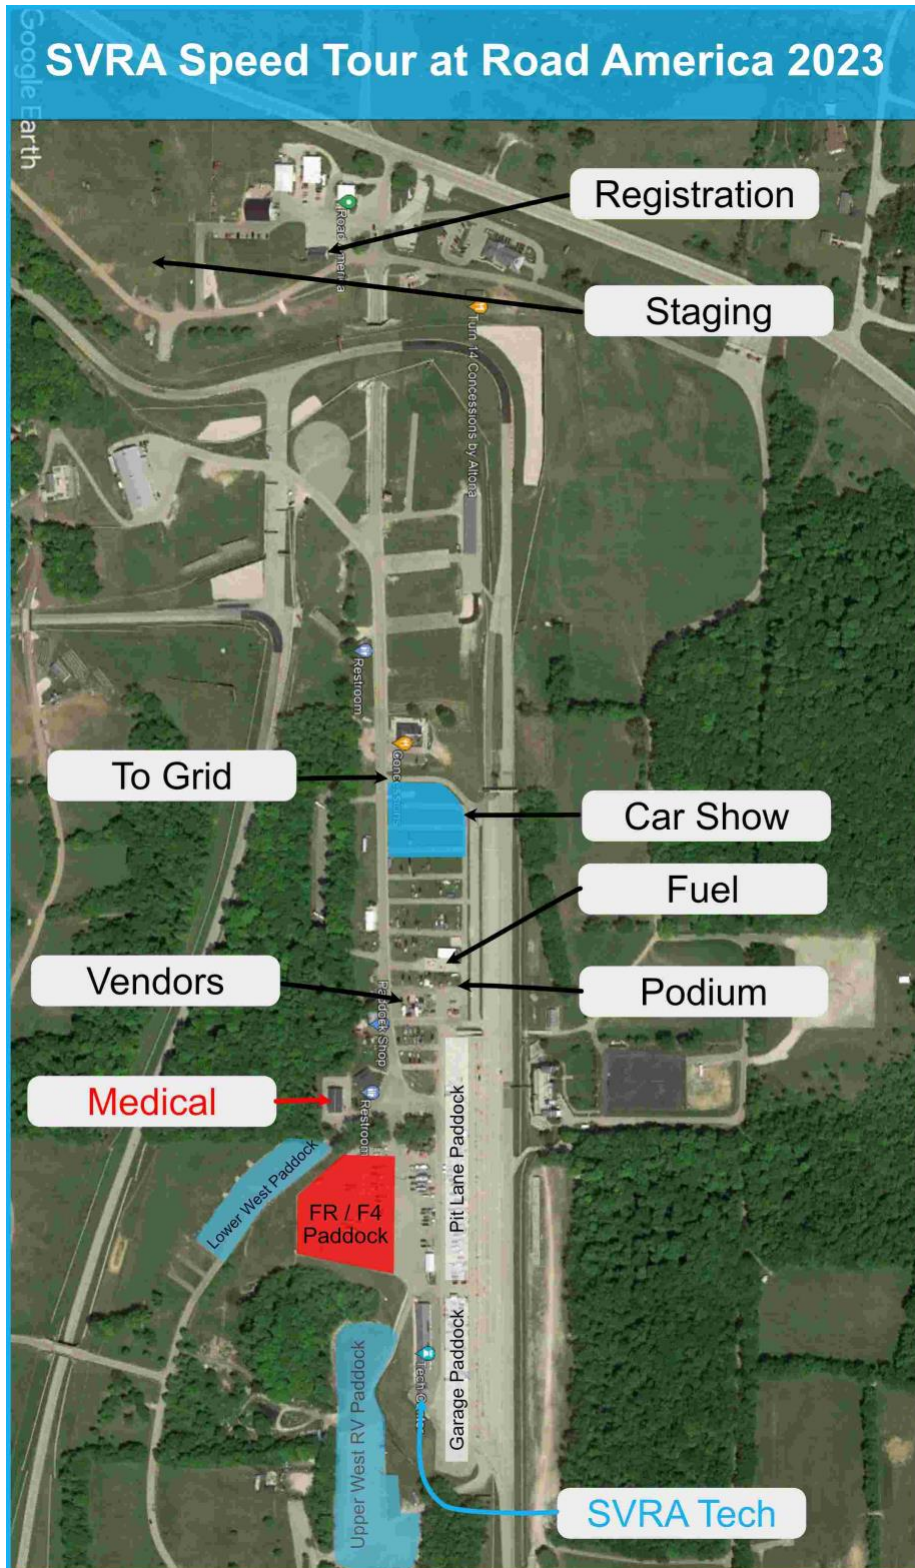 Google Earth
SVRA Speed Tour at Road America 2023
Registration
Road America
Staging
Turn 14 Concessions by Altona
Restroom
To Grid
Car Show
Fuel
Vendors
Podium
Paddock Shop
Medical
Restroom
Pit Lane Paddock
Lower West Paddock
FR / F4
Paddock
Garage Paddock
Upper West RV Paddock
SVRA Tech